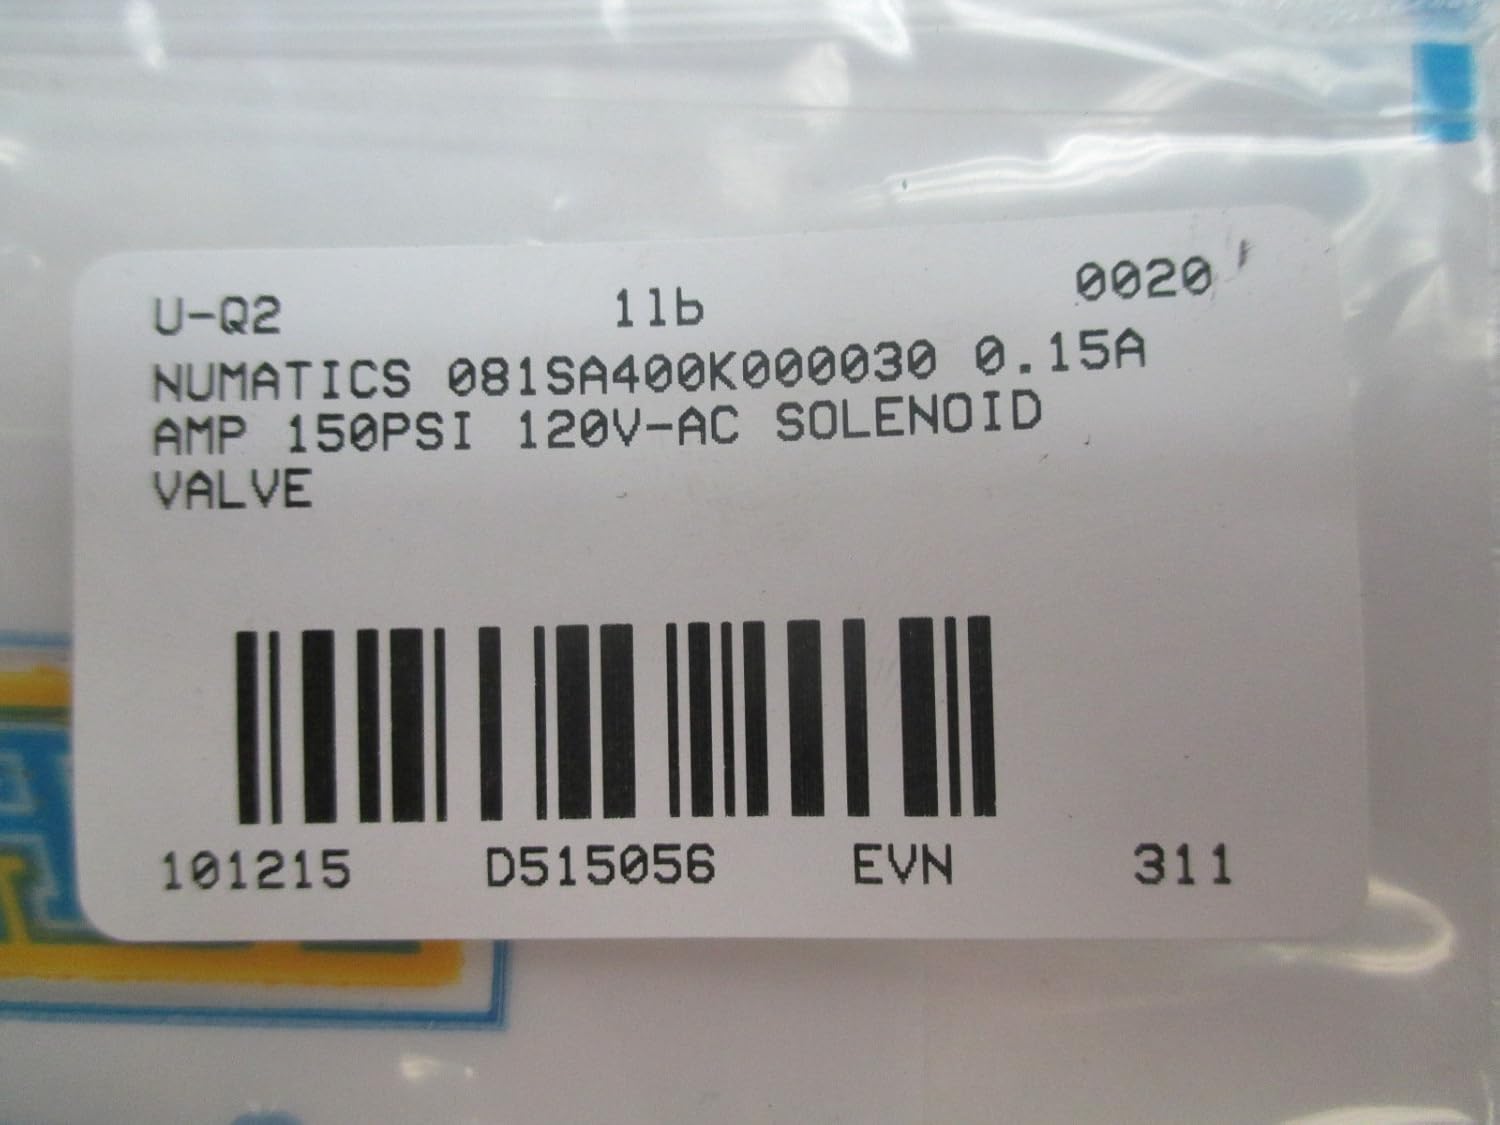 U-Q2 1lb 0020
NUMATICS 081SA400K000030 0.15A
AMP 150PSI 120V-AC SOLENOID
VALVE
101215 D515056 EVN 311